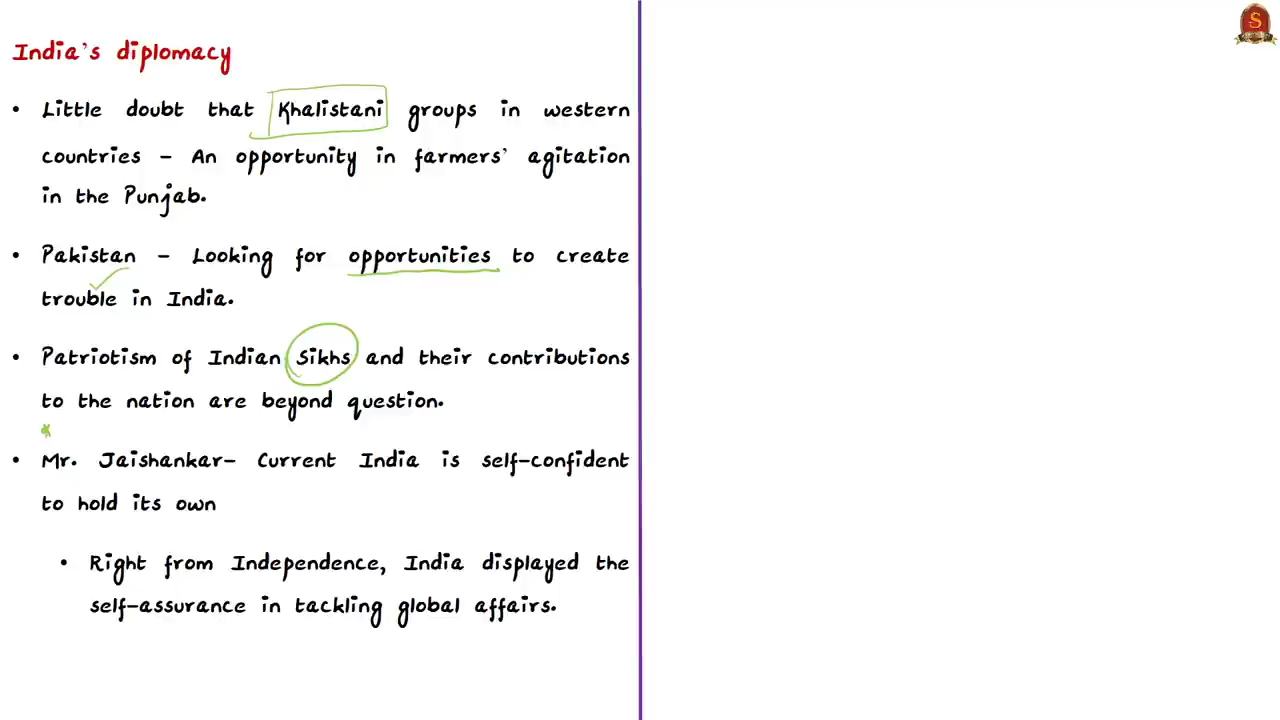 India's diplomacy
• Little doubt that Khalistani groups in western
countries – An opportunity in farmers' agitation
in the Punjab.
• Pakistan – Looking for opportunities to create
trouble in India.
• Patriotism of Indian Sikhs and their contributions
to the nation are beyond question.
• Mr. Jaishankar– Current India is self-confident
to hold its own
• Right from Independence, India displayed the
self-assurance in tackling global affairs.
S